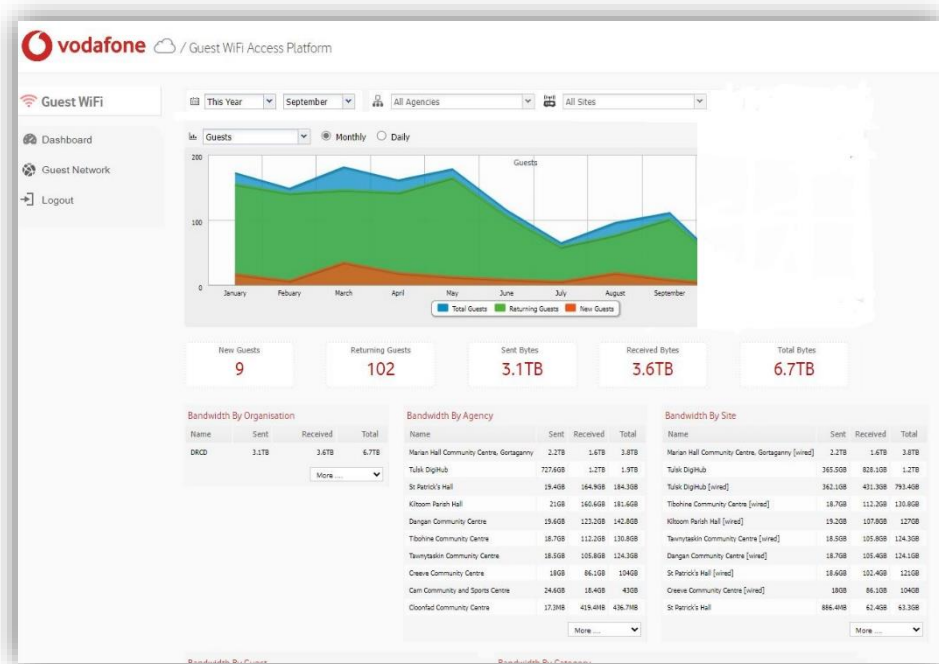 vodafone / Guest WiFi Access Platform
Guest WiFi
Dashboard
Guest Network
Logout
This Year September All Agencies All Sites
Guests Monthly Daily
Guests
200
100
0
January Febuary March April May June July August September
Total Guests Returning Guests New Guests
New Guests Returning Guests Sent Bytes Received Bytes Total Bytes
9 102 3.1TB 3.6TB 6.7TB
Bandwidth By Organisation
Name Sent Received Total
DRCD 3.1TB 3.6TB 6.7TB
More ...
Bandwidth By Agency
Name Sent Received Total
Marian Hall Community Centre, Gortaganny 2.2TB 1.6TB 3.8TB
Tulsk DigiHub 727.6GB 1.2TB 1.9TB
St Patrick's Hall 19.4GB 164.9GB 184.3GB
Kiltoom Parish Hall 21GB 160.6GB 181.6GB
Dangan Community Centre 19.6GB 123.2GB 142.8GB
Tibohine Community Centre 18.7GB 112.2GB 130.8GB
Tawnytaskin Community Centre 18.5GB 105.8GB 124.3GB
Creeve Community Centre 18GB 86.1GB 104GB
Cam Community and Sports Centre 24.6GB 18.4GB 43GB
Cloonfad Community Centre 17.3MB 419.4MB 436.7MB
More ...
Bandwidth By Site
Name Sent Received Total
Marian Hall Community Centre, Gortaganny [wired] 2.2TB 1.6TB 3.8TB
Tulsk DigiHub 365.5GB 828.1GB 1.2TB
Tulsk DigiHub [wired] 362.1GB 431.3GB 793.4GB
Tibohine Community Centre [wired] 18.7GB 112.2GB 130.8GB
Kiltoom Parish Hall [wired] 19.2GB 107.8GB 127GB
Tawnytaskin Community Centre [wired] 18.5GB 105.8GB 124.3GB
Dangan Community Centre [wired] 18.7GB 105.4GB 124.1GB
St Patrick's Hall [wired] 18.6GB 102.4GB 121GB
Creeve Community Centre [wired] 18GB 86.1GB 104GB
St Patrick's Hall 886.4MB 62.4GB 63.3GB
More ...
Bandwidth By Guest
Bandwidth By Category